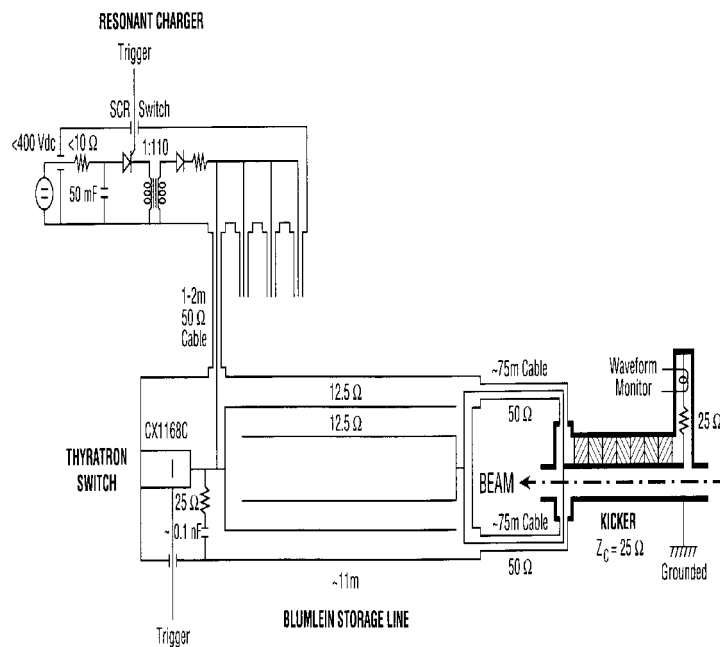 RESONANT CHARGER
Trigger
SCR Switch
<400 Vdc
<10 Ω
1:110
50 mF
1-2m
50 Ω
Cable
~75m Cable
Waveform
Monitor
12.5 Ω
50 Ω
25 Ω
CX1168C
12.5 Ω
THYRATRON
SWITCH
25 Ω
BEAM
~ 0.1 nF
~75m Cable
KICKER
Z_C = 25 Ω
Grounded
50 Ω
~11m
BLUMLEIN STORAGE LINE
Trigger